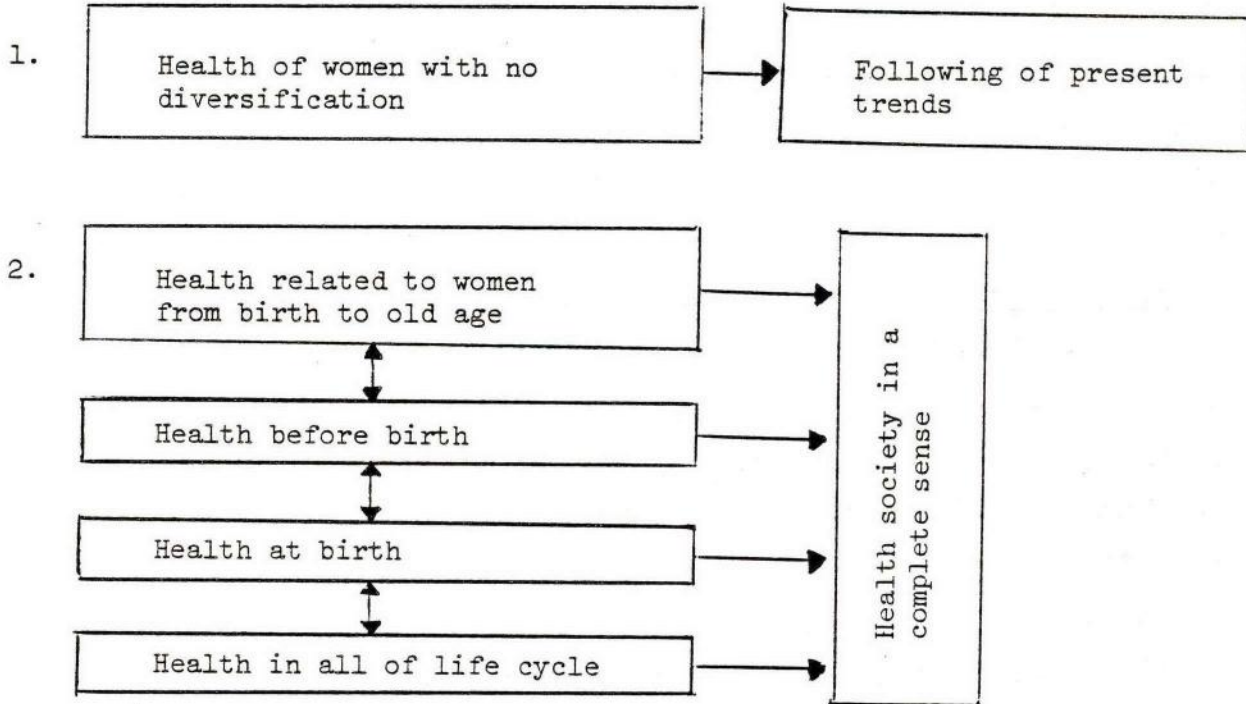 1.
Health of women with no
diversification
Following of present
trends
2.
Health related to women
from birth to old age
Health before birth
Health at birth
Health in all of life cycle
Health society in a
complete sense